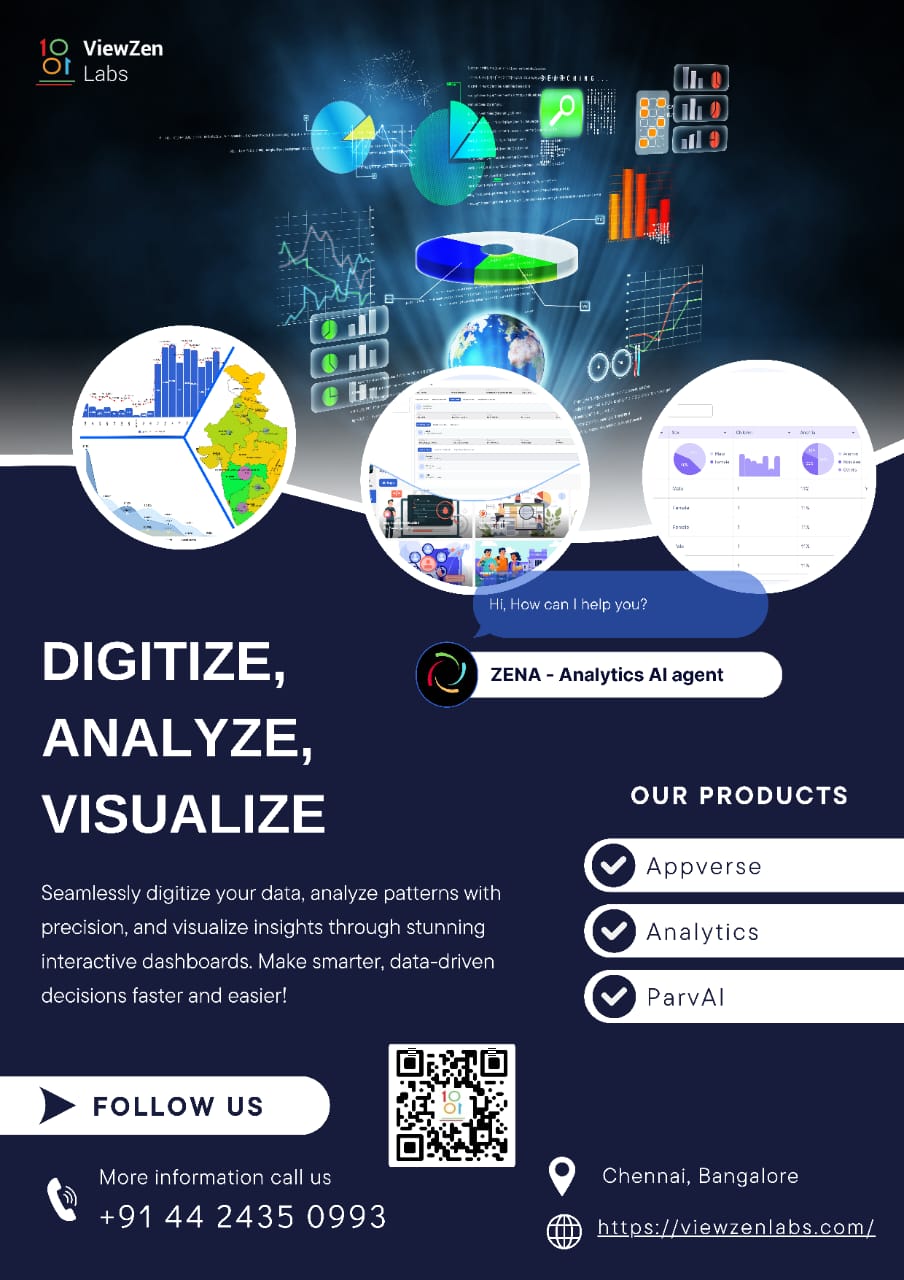 ViewZen
Labs
SEARCHING...
Hi, How can I help you?
ZENA - Analytics AI agent
DIGITIZE,
ANALYZE,
VISUALIZE
Seamlessly digitize your data, analyze patterns with
precision, and visualize insights through stunning
interactive dashboards. Make smarter, data-driven
decisions faster and easier!
OUR PRODUCTS
Appverse
Analytics
ParvAI
FOLLOW US
More information call us
+91 44 2435 0993
Chennai, Bangalore
https://viewzenlabs.com/